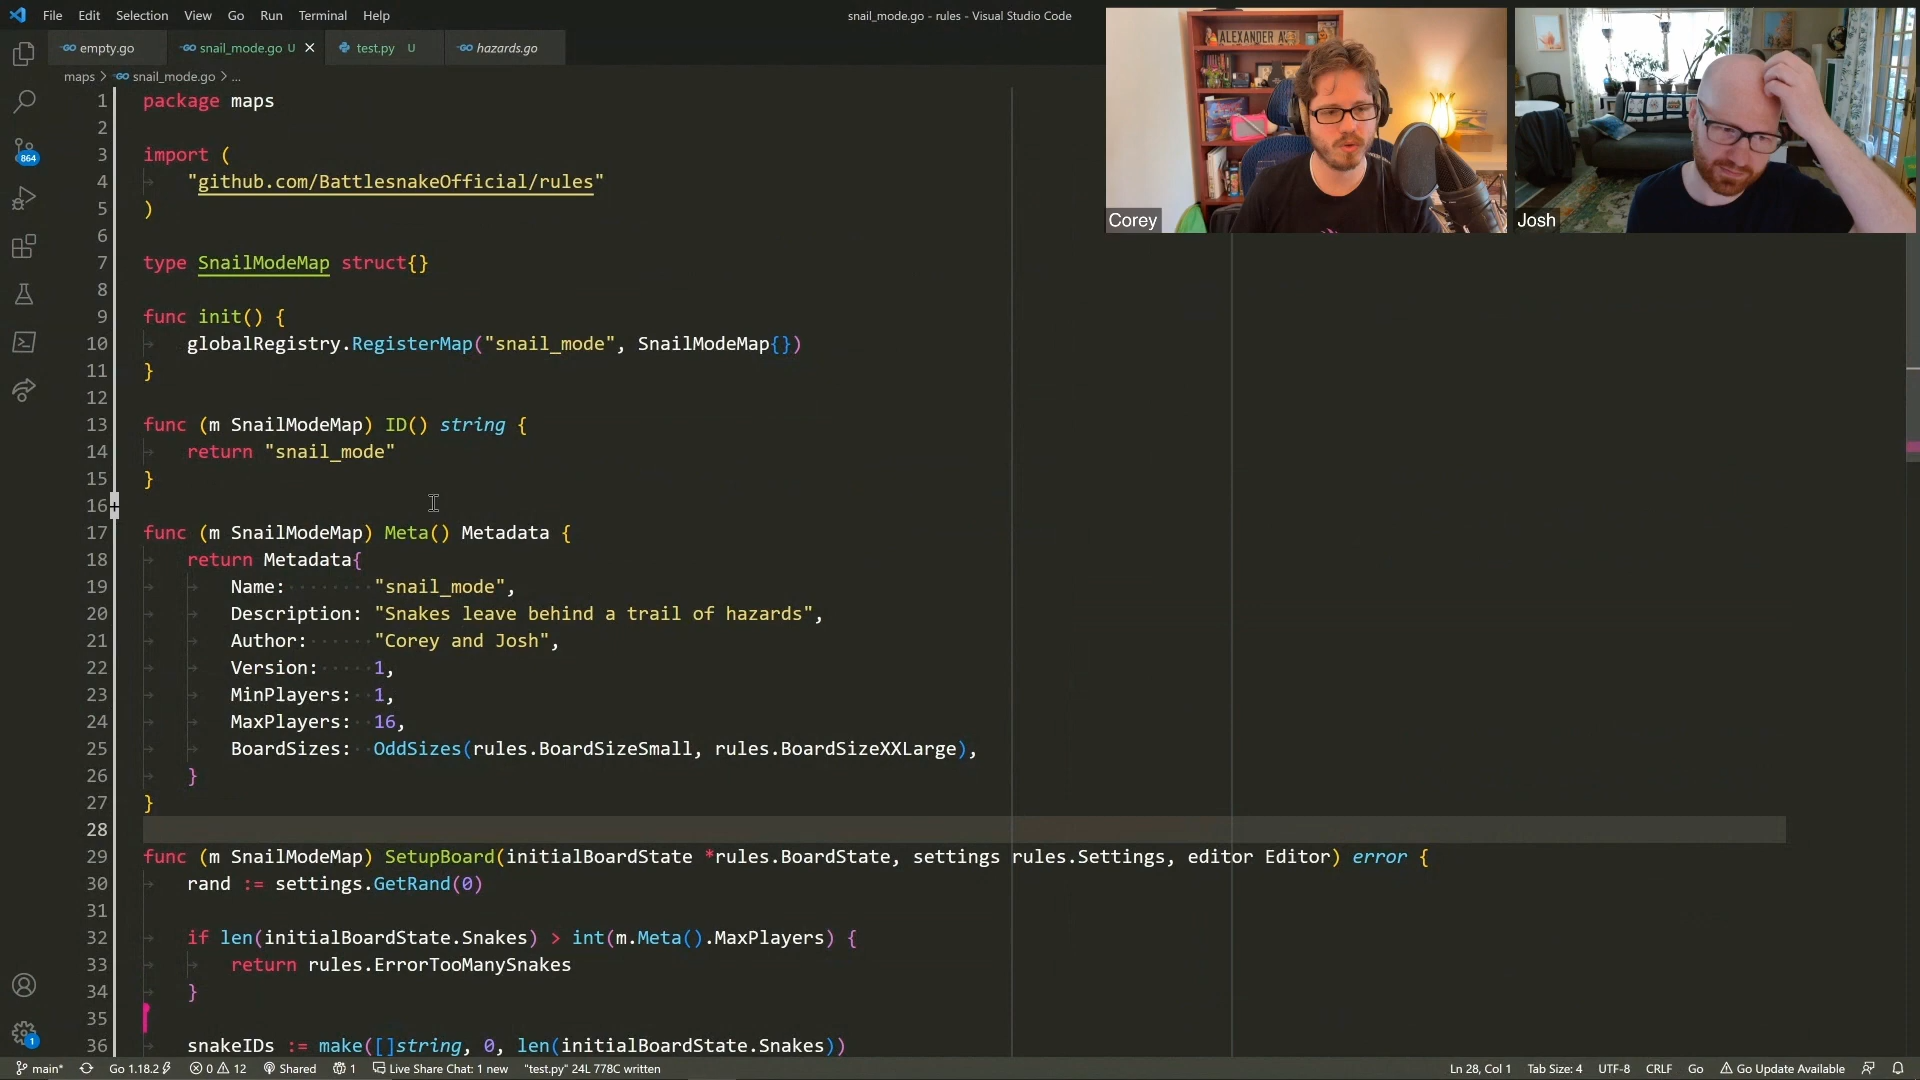 File Edit Selection View Go Run Terminal Help
snail_mode.go - rules - Visual Studio Code
empty.go
snail_mode.go U
test.py U
hazards.go
maps > snail_mode.go > ...
1 package maps
2
3 import (
4 "github.com/BattlesnakeOfficial/rules"
5 )
6
7 type SnailModeMap struct{}
8
9 func init() {
10 globalRegistry.RegisterMap("snail_mode", SnailModeMap{})
11 }
12
13 func (m SnailModeMap) ID() string {
14 return "snail_mode"
15 }
16
17 func (m SnailModeMap) Meta() Metadata {
18 return Metadata{
19 Name: "snail_mode",
20 Description: "Snakes leave behind a trail of hazards",
21 Author: "Corey and Josh",
22 Version: 1,
23 MinPlayers: 1,
24 MaxPlayers: 16,
25 BoardSizes: OddSizes(rules.BoardSizeSmall, rules.BoardSizeXXLarge),
26 }
27 }
28
29 func (m SnailModeMap) SetupBoard(initialBoardState *rules.BoardState, settings rules.Settings, editor Editor) error {
30 rand := settings.GetRand(0)
31
32 if len(initialBoardState.Snakes) > int(m.Meta().MaxPlayers) {
33 return rules.ErrorTooManySnakes
34 }
35
36 snakeIDs := make([]string, 0, len(initialBoardState.Snakes))
864
1
ALEXANDER
Corey
Josh
main* Go 1.18.2 0 12 Shared 1 Live Share Chat: 1 new "test.py" 24L 778C written
Ln 28, Col 1 Tab Size: 4 UTF-8 CRLF Go Go Update Available